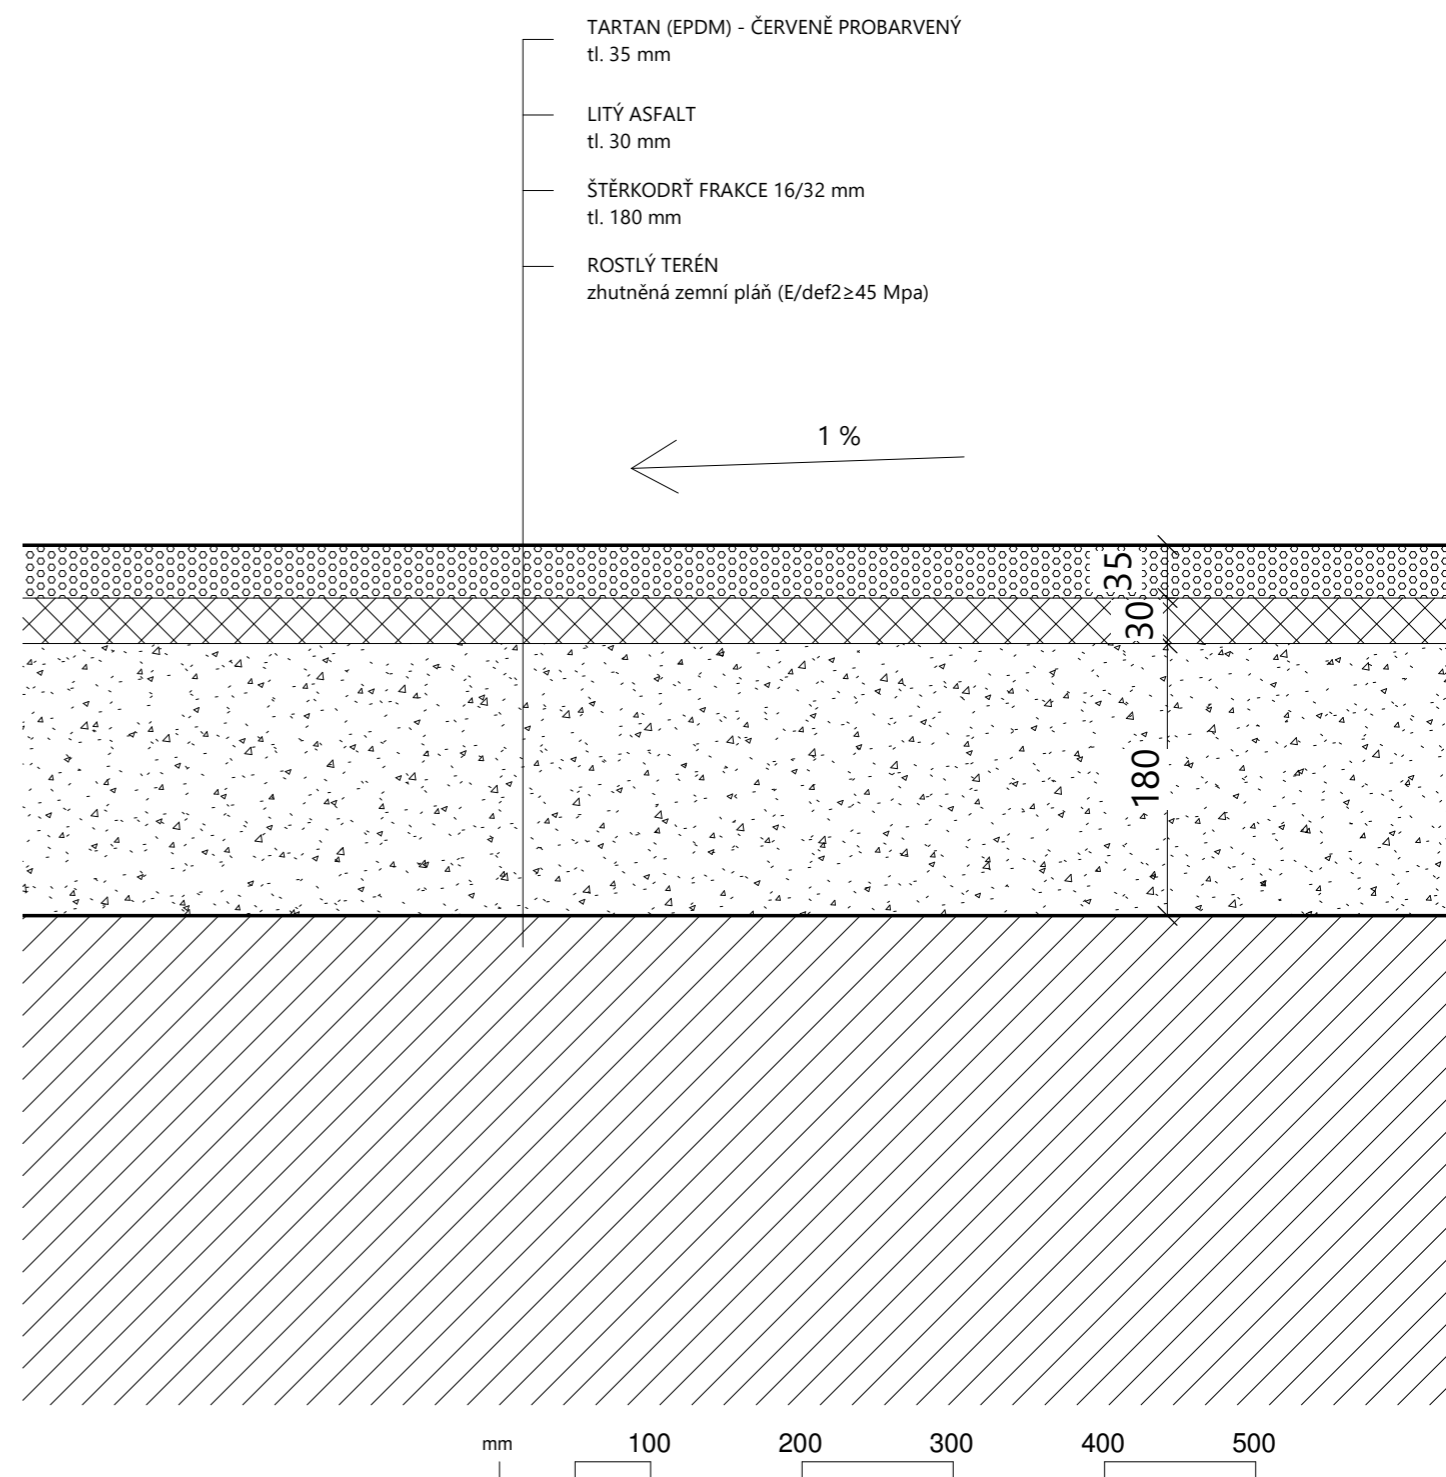 TARTAN (EPDM) - ČERVENĚ PROBARVENÝ
tl. 35 mm
LITÝ ASFALT
tl. 30 mm
ŠTĚRKODRŤ FRAKCE 16/32 mm
tl. 180 mm
ROSTLÝ TERÉN
zhutněná zemní pláň (E/def2≥45 Mpa)
1 %
35
30
180
mm 100 200 300 400 500